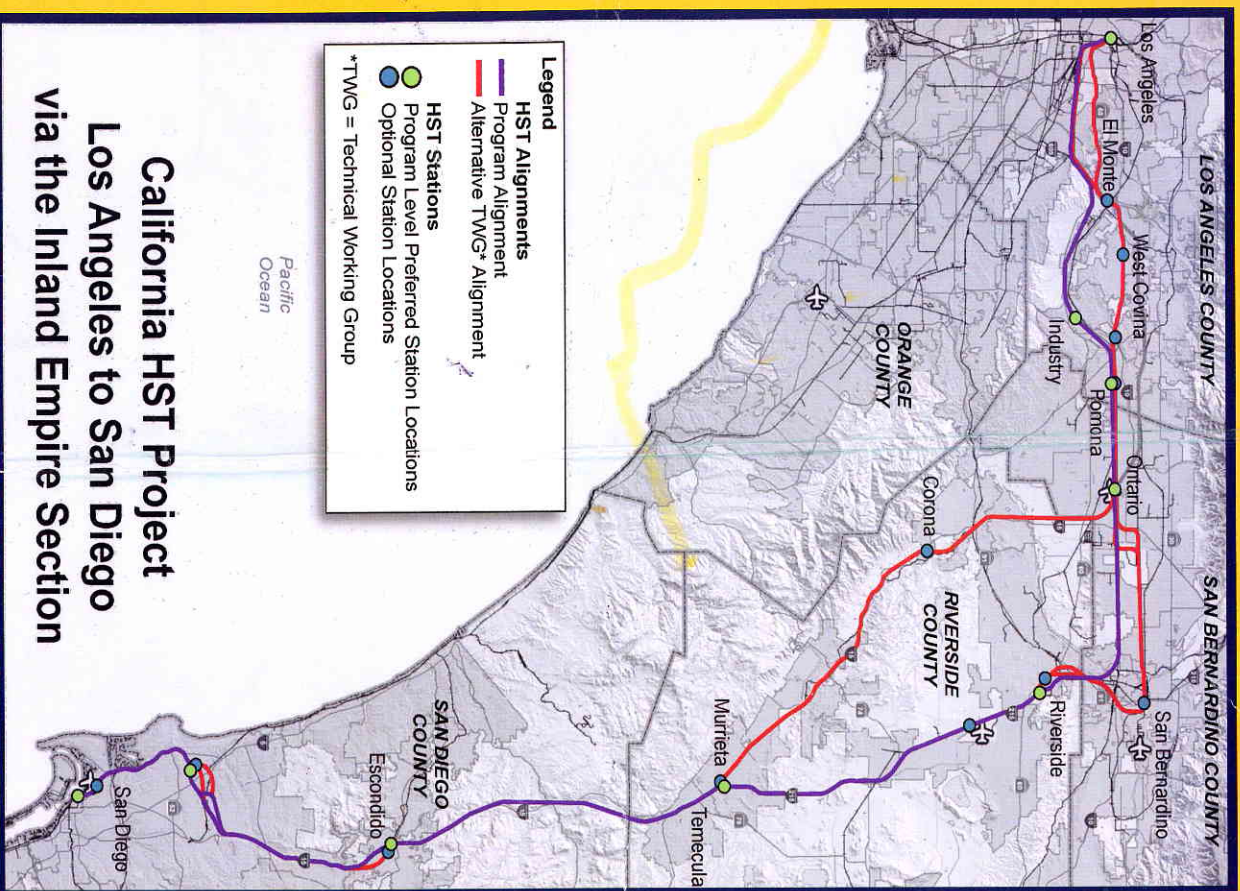 LOS ANGELES COUNTY
SAN BERNARDINO COUNTY
Los Angeles
El Monte
West Covina
Industry
Pomona
Ontario
San Bernardino
Riverside
ORANGE
COUNTY
Corona
RIVERSIDE
COUNTY
Murrieta
Temecula
SAN DIEGO
COUNTY
Escondido
San Diego
Legend
HST Alignments
Program Alignment
Alternative TWG* Alignment
HST Stations
Program Level Preferred Station Locations
Optional Station Locations
*TWG = Technical Working Group
Pacific
Ocean
California HST Project
Los Angeles to San Diego
via the Inland Empire Section